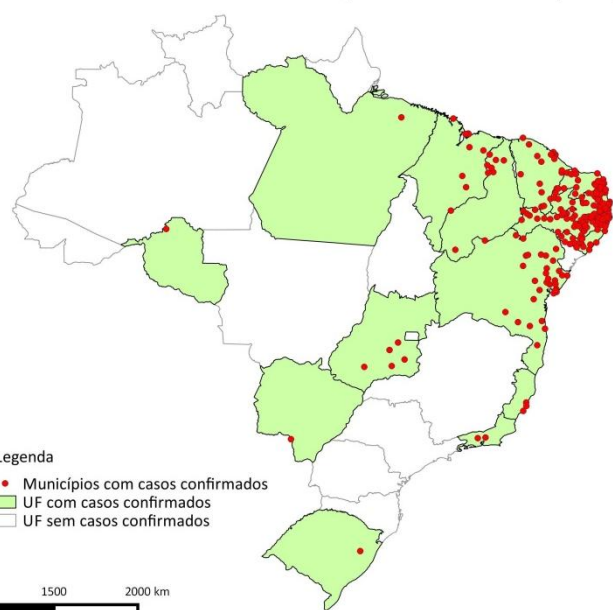 Legenda
Municípios com casos confirmados
UF com casos confirmados
UF sem casos confirmados
1500 2000 km